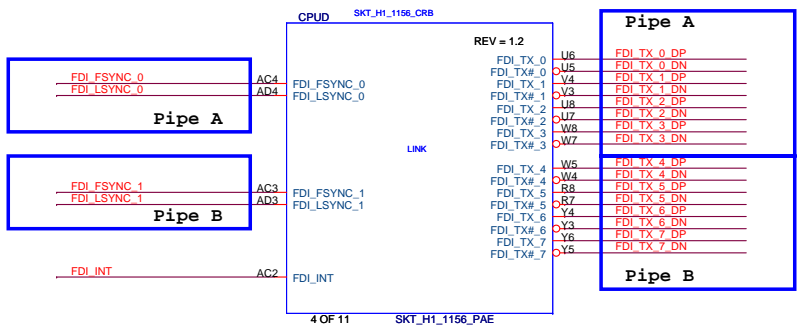 CPUD SKT_H1_1156_CRB
REV = 1.2
Pipe A
FDI_FSYNC_0 AC4 FDI_FSYNC_0
FDI_LSYNC_0 AD4 FDI_LSYNC_0
Pipe A
FDI_TX_0 U6 FDI_TX_0_DP
FDI_TX#_0 U5 FDI_TX_0_DN
FDI_TX_1 V4 FDI_TX_1_DP
FDI_TX#_1 V3 FDI_TX_1_DN
FDI_TX_2 U8 FDI_TX_2_DP
FDI_TX#_2 U7 FDI_TX_2_DN
FDI_TX_3 W8 FDI_TX_3_DP
FDI_TX#_3 W7 FDI_TX_3_DN
LINK
FDI_FSYNC_1 AC3 FDI_FSYNC_1
FDI_LSYNC_1 AD3 FDI_LSYNC_1
Pipe B
FDI_TX_4 W5 FDI_TX_4_DP
FDI_TX#_4 W4 FDI_TX_4_DN
FDI_TX_5 R8 FDI_TX_5_DP
FDI_TX#_5 R7 FDI_TX_5_DN
FDI_TX_6 Y4 FDI_TX_6_DP
FDI_TX#_6 Y3 FDI_TX_6_DN
FDI_TX_7 Y6 FDI_TX_7_DP
FDI_TX#_7 Y5 FDI_TX_7_DN
FDI_INT AC2 FDI_INT
Pipe B
4 OF 11 SKT_H1_1156_PAE